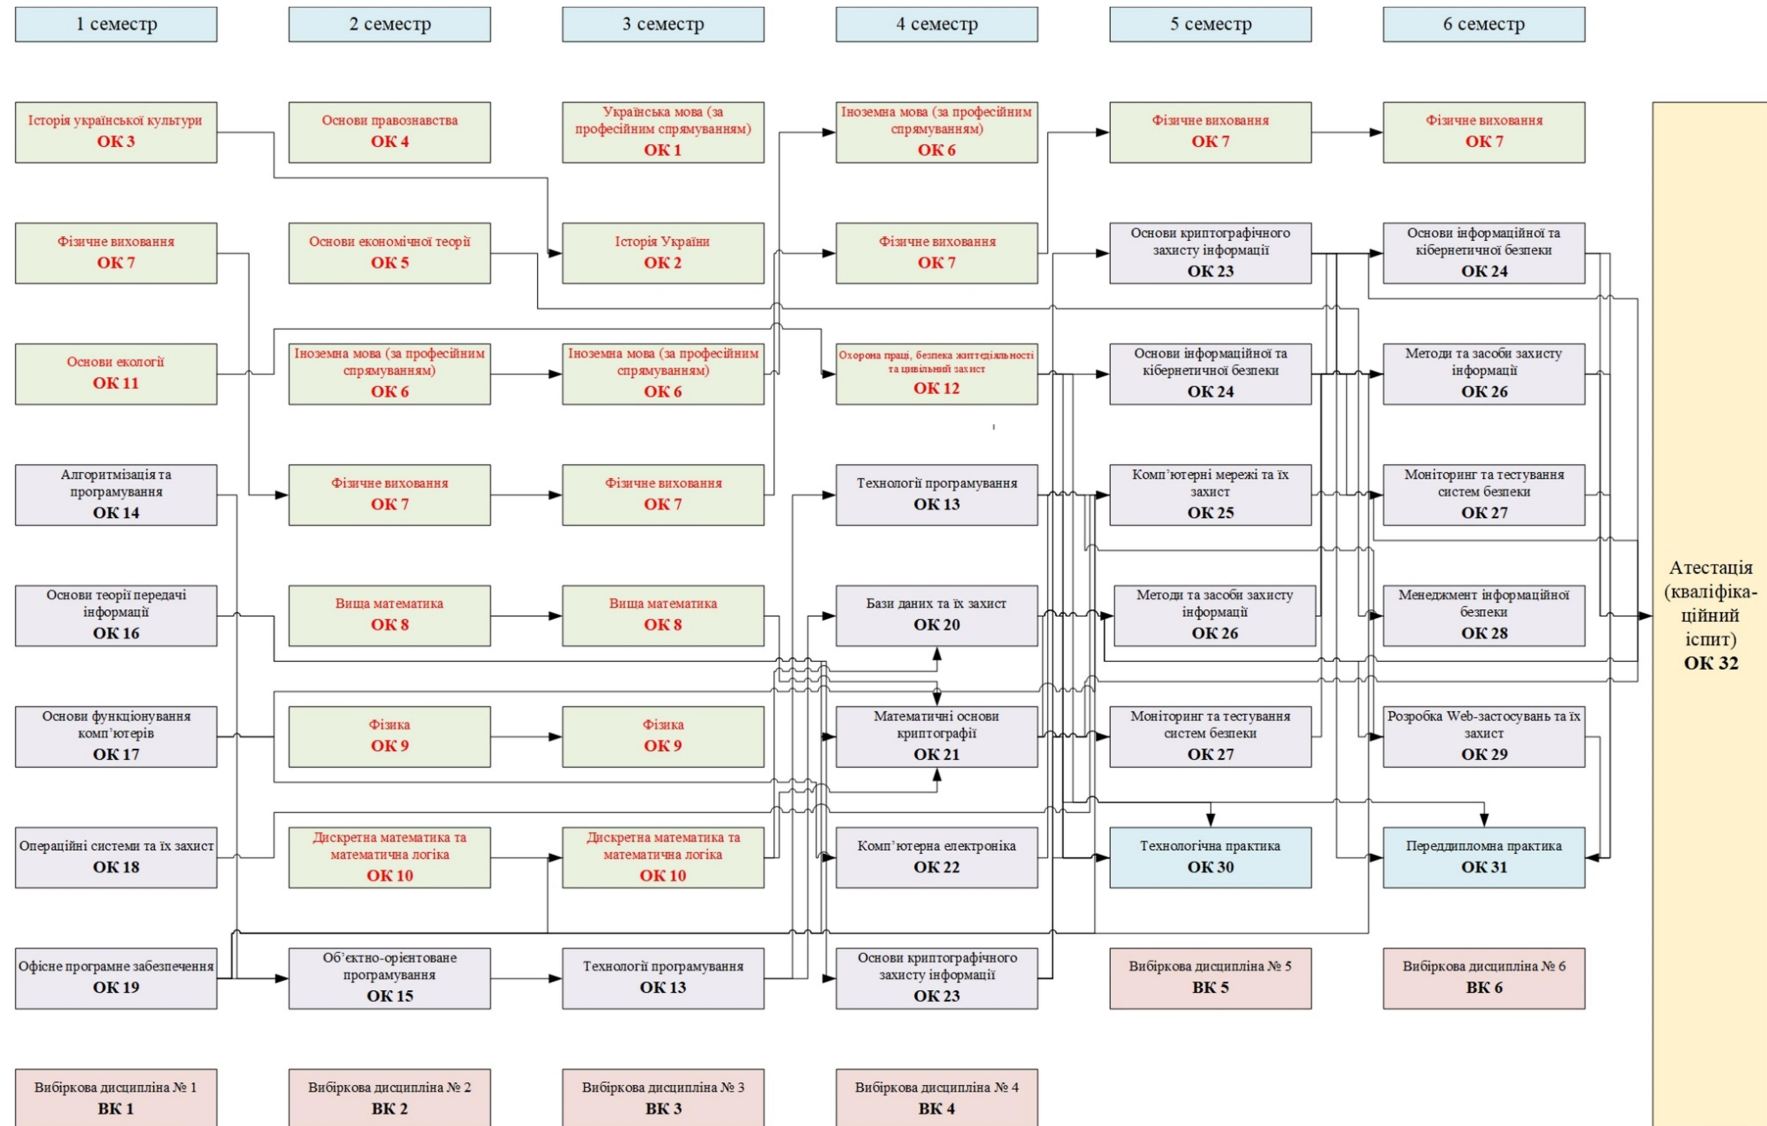 1 семестр
2 семестр
3 семестр
4 семестр
5 семестр
6 семестр
Історія української культури
ОК 3
Основи правознавства
ОК 4
Українська мова (за
професійним спрямуванням)
ОК 1
Іноземна мова (за професійним
спрямуванням)
ОК 6
Фізичне виховання
ОК 7
Фізичне виховання
ОК 7
Фізичне виховання
ОК 7
Основи економічної теорії
ОК 5
Історія України
ОК 2
Фізичне виховання
ОК 7
Основи криптографічного
захисту інформації
ОК 23
Основи інформаційної та
кібернетичної безпеки
ОК 24
Основи екології
ОК 11
Іноземна мова (за професійним
спрямуванням)
ОК 6
Іноземна мова (за професійним
спрямуванням)
ОК 6
Охорона праці, безпека життєдіяльності
та цивільний захист
ОК 12
Основи інформаційної та
кібернетичної безпеки
ОК 24
Методи та засоби захисту
інформації
ОК 26
Алгоритмізація та
програмування
ОК 14
Фізичне виховання
ОК 7
Фізичне виховання
ОК 7
Технології програмування
ОК 13
Комп’ютерні мережі та їх
захист
ОК 25
Моніторинг та тестування
систем безпеки
ОК 27
Основи теорії передачі
інформації
ОК 16
Вища математика
ОК 8
Вища математика
ОК 8
Бази даних та їх захист
ОК 20
Методи та засоби захисту
інформації
ОК 26
Менеджмент інформаційної
безпеки
ОК 28
Атестація
(кваліфіка-
ційний
іспит)
ОК 32
Основи функціонування
комп’ютерів
ОК 17
Фізика
ОК 9
Фізика
ОК 9
Математичні основи
криптографії
ОК 21
Моніторинг та тестування
систем безпеки
ОК 27
Розробка Web-застосувань та їх
захист
ОК 29
Операційні системи та їх захист
ОК 18
Дискретна математика та
математична логіка
ОК 10
Дискретна математика та
математична логіка
ОК 10
Комп’ютерна електроніка
ОК 22
Технологічна практика
ОК 30
Переддипломна практика
ОК 31
Офісне програмне забезпечення
ОК 19
Об’єктно-орієнтоване
програмування
ОК 15
Технології програмування
ОК 13
Основи криптографічного
захисту інформації
ОК 23
Вибіркова дисципліна № 5
ВК 5
Вибіркова дисципліна № 6
ВК 6
Вибіркова дисципліна № 1
ВК 1
Вибіркова дисципліна № 2
ВК 2
Вибіркова дисципліна № 3
ВК 3
Вибіркова дисципліна № 4
ВК 4